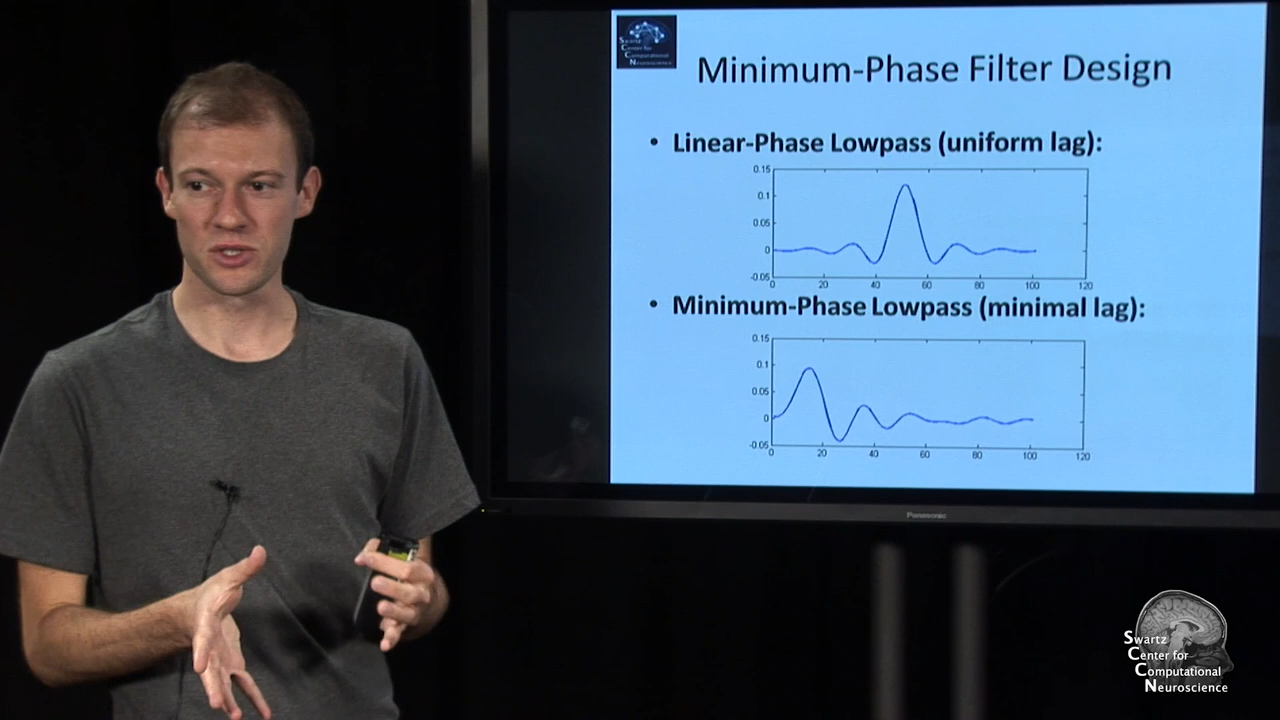 Swartz
Center for
Computational
Neuroscience
Minimum-Phase Filter Design
• Linear-Phase Lowpass (uniform lag):
0.15
0.1
0.05
0
-0.05
0 20 40 60 80 100 120
• Minimum-Phase Lowpass (minimal lag):
0.15
0.1
0.05
0
-0.05
0 20 40 60 80 100 120
Panasonic
Swartz
Center for
Computational
Neuroscience